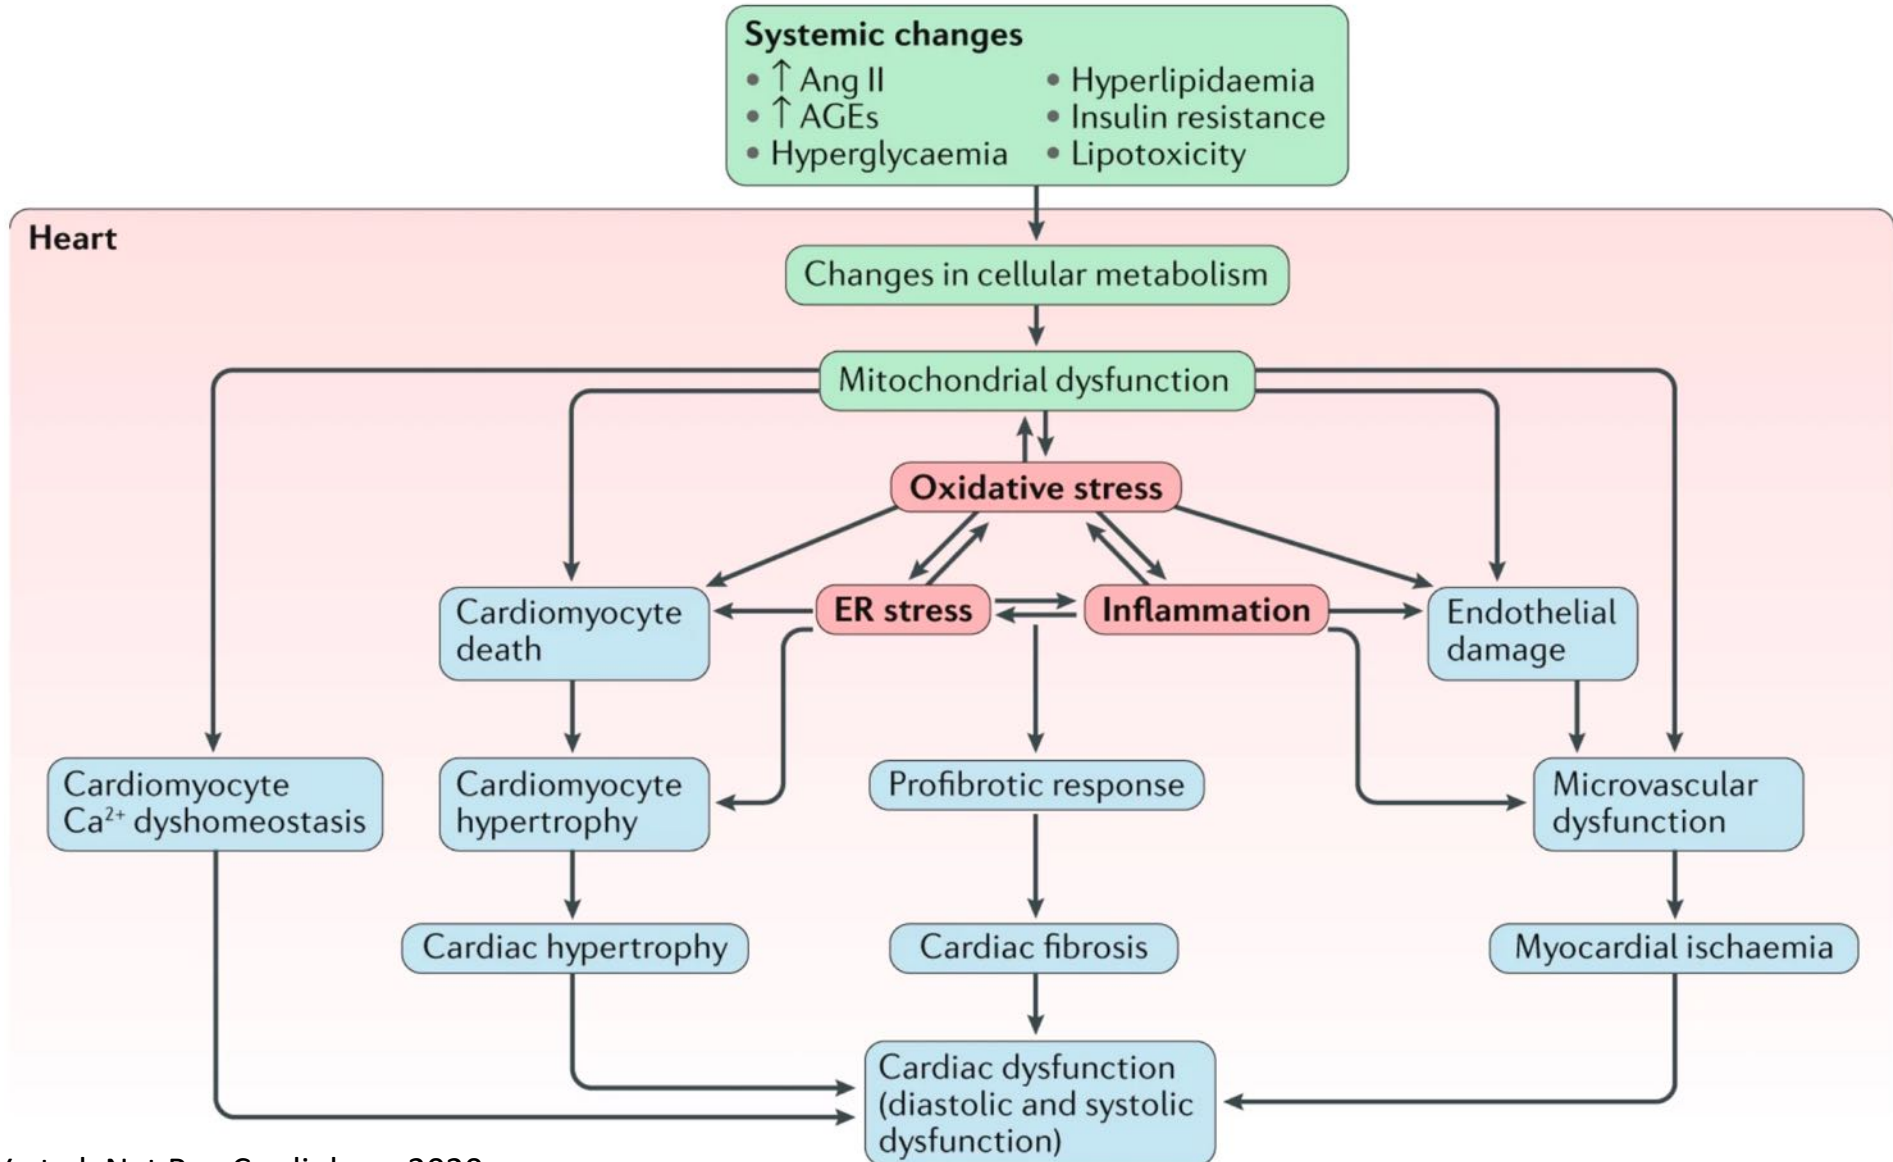 Systemic changes
• ↑ Ang II
• ↑ AGEs
• Hyperglycaemia
• Hyperlipidaemia
• Insulin resistance
• Lipotoxicity
Heart
Changes in cellular metabolism
Mitochondrial dysfunction
Oxidative stress
Cardiomyocyte
death
ER stress
Inflammation
Endothelial
damage
Cardiomyocyte
Ca²⁺ dyshomeostasis
Cardiomyocyte
hypertrophy
Profibrotic response
Microvascular
dysfunction
Cardiac hypertrophy
Cardiac fibrosis
Myocardial ischaemia
Cardiac dysfunction
(diastolic and systolic
dysfunction)